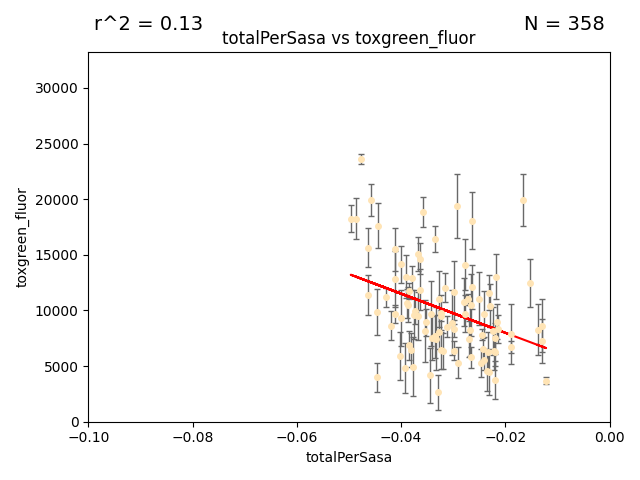 r^2 = 0.13
N = 358
totalPerSasa vs toxgreen_fluor
30000
25000
20000
15000
10000
5000
0
toxgreen_fluor
−0.10
−0.08
−0.06
−0.04
−0.02
0.00
totalPerSasa